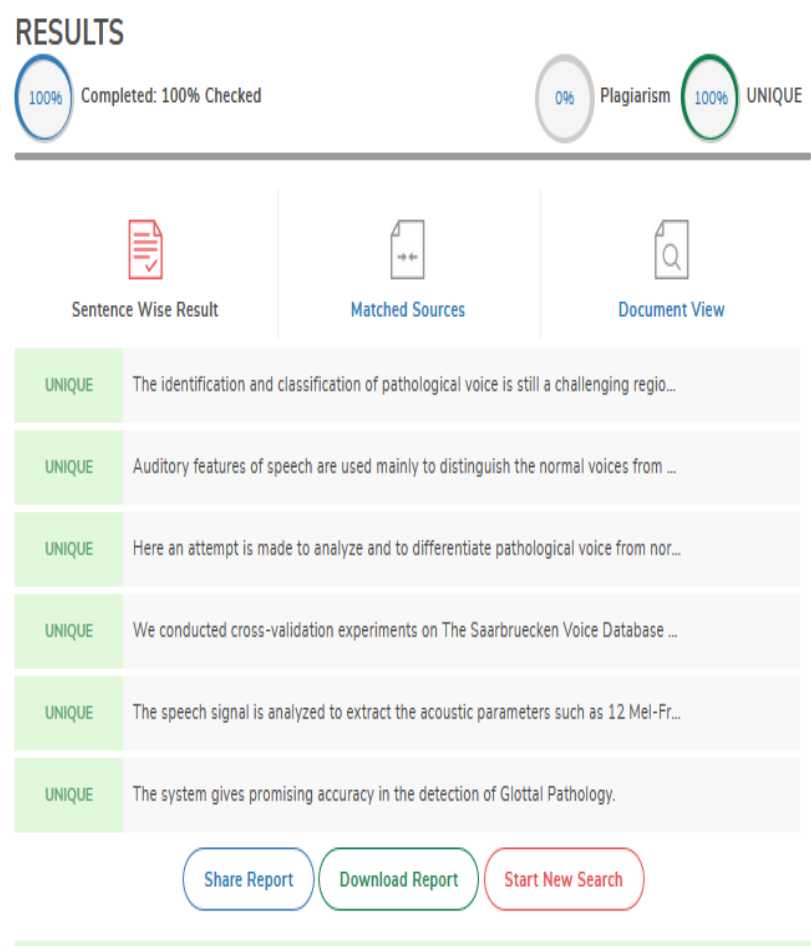 RESULTS
100% Completed: 100% Checked 0% Plagiarism 100% UNIQUE
Sentence Wise Result Matched Sources Document View
UNIQUE The identification and classification of pathological voice is still a challenging regio...
UNIQUE Auditory features of speech are used mainly to distinguish the normal voices from ...
UNIQUE Here an attempt is made to analyze and to differentiate pathological voice from nor...
UNIQUE We conducted cross-validation experiments on The Saarbruecken Voice Database ...
UNIQUE The speech signal is analyzed to extract the acoustic parameters such as 12 Mel-Fr...
UNIQUE The system gives promising accuracy in the detection of Glottal Pathology.
Share Report Download Report Start New Search